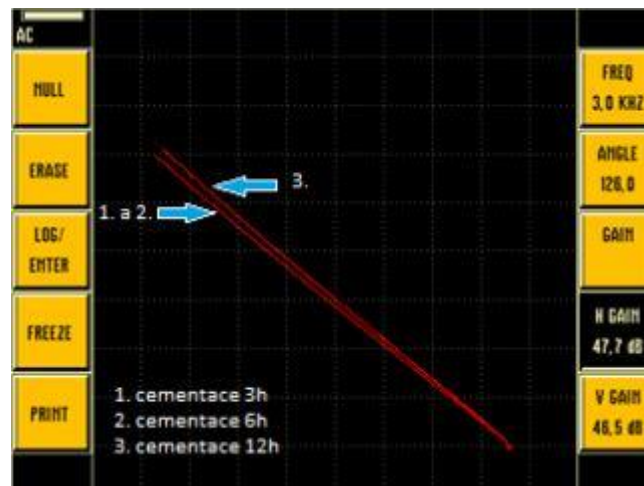 AC
NULL
ERASE
LOG/
ENTER
FREEZE
PRINT
3.
1. a 2.
1. cementace 3h
2. cementace 6h
3. cementace 12h
FREQ
3,0 KHZ
ANGLE
126,0
GAIN
H GAIN
47,7 dB
V GAIN
46,5 dB